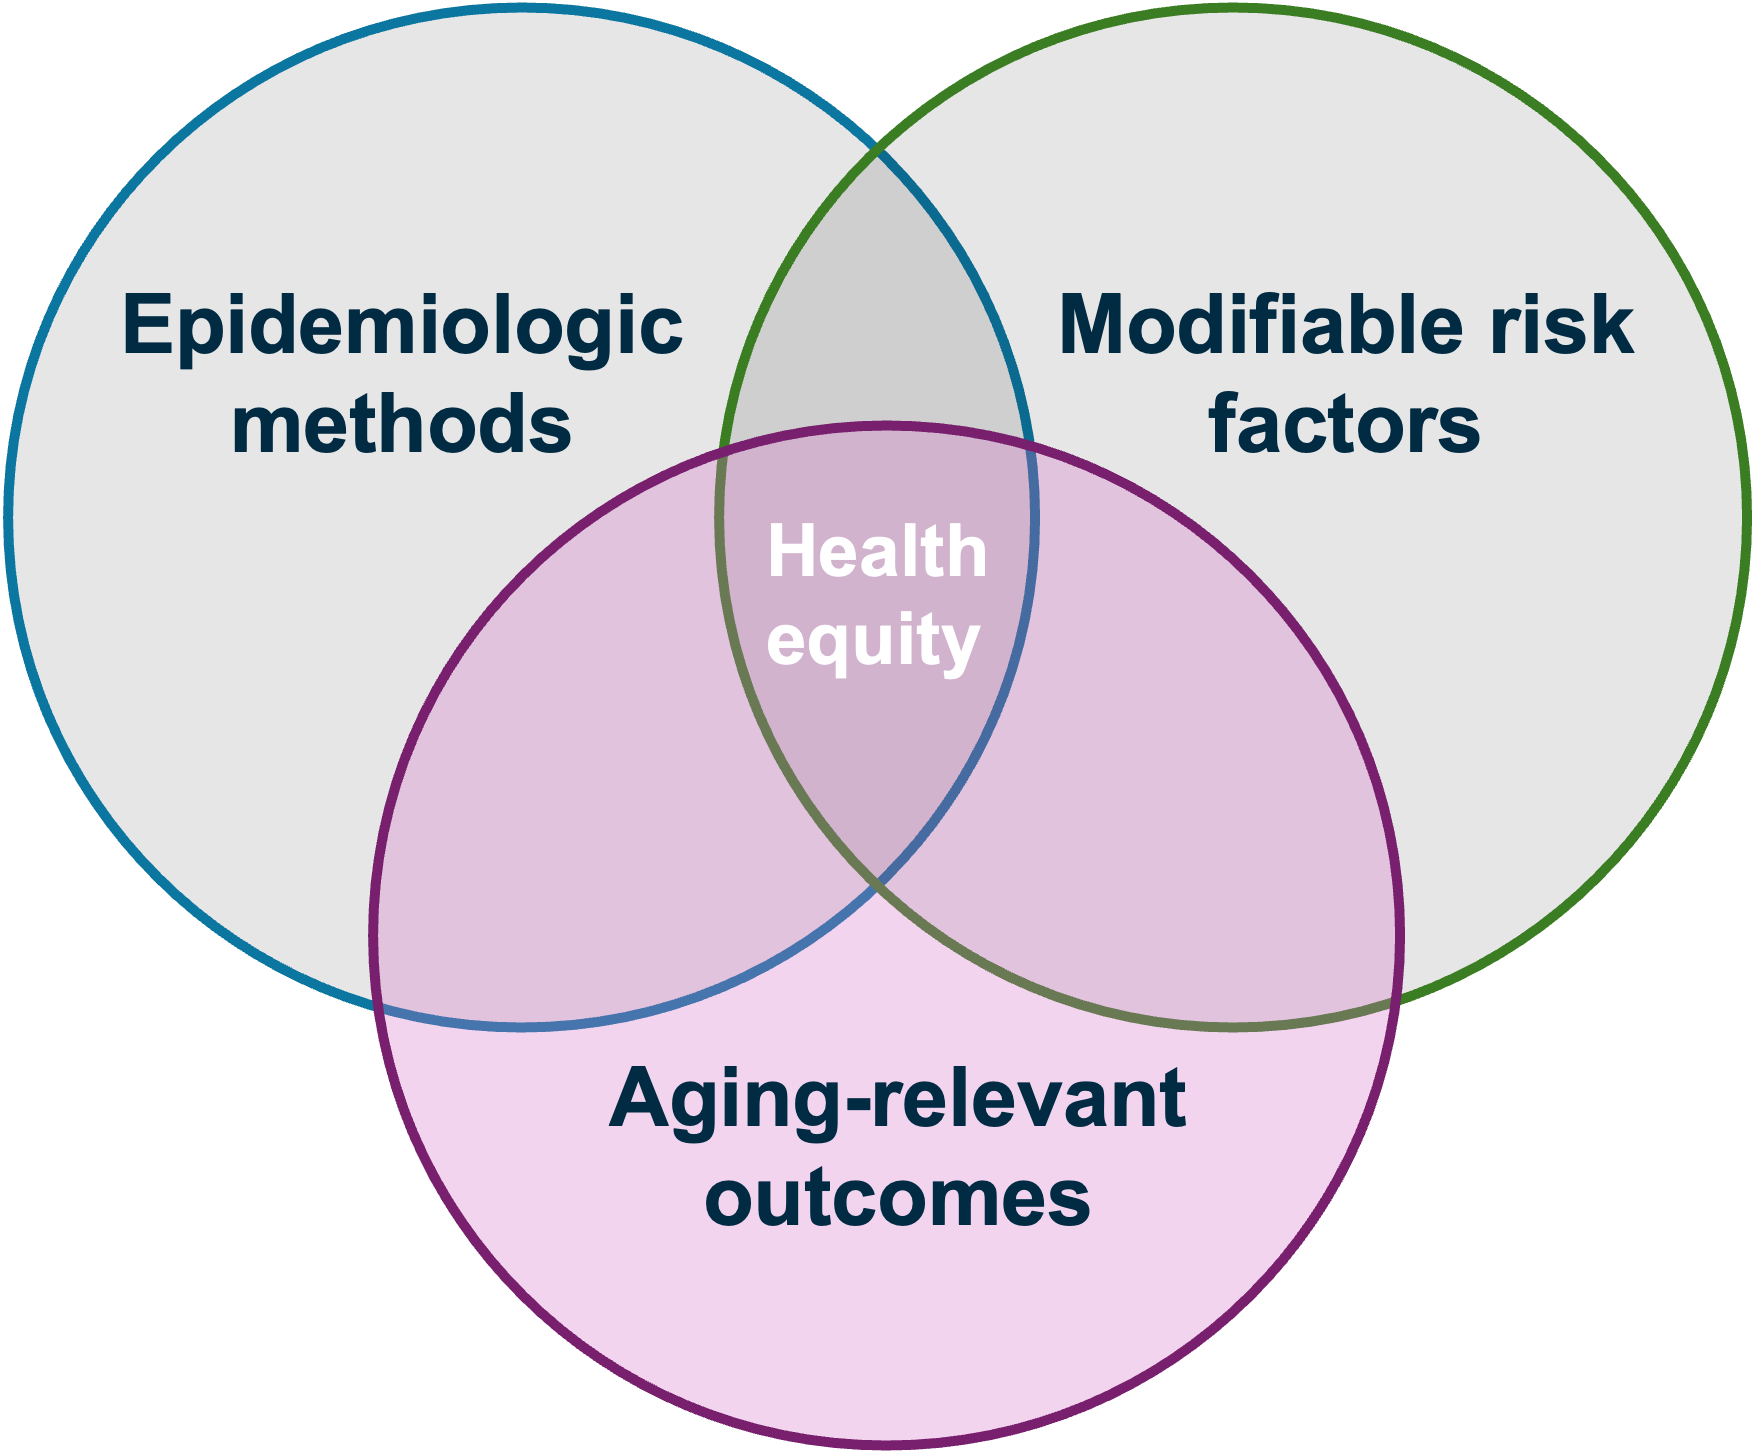 Epidemiologic
methods
Modifiable risk
factors
Health
equity
Aging-relevant
outcomes